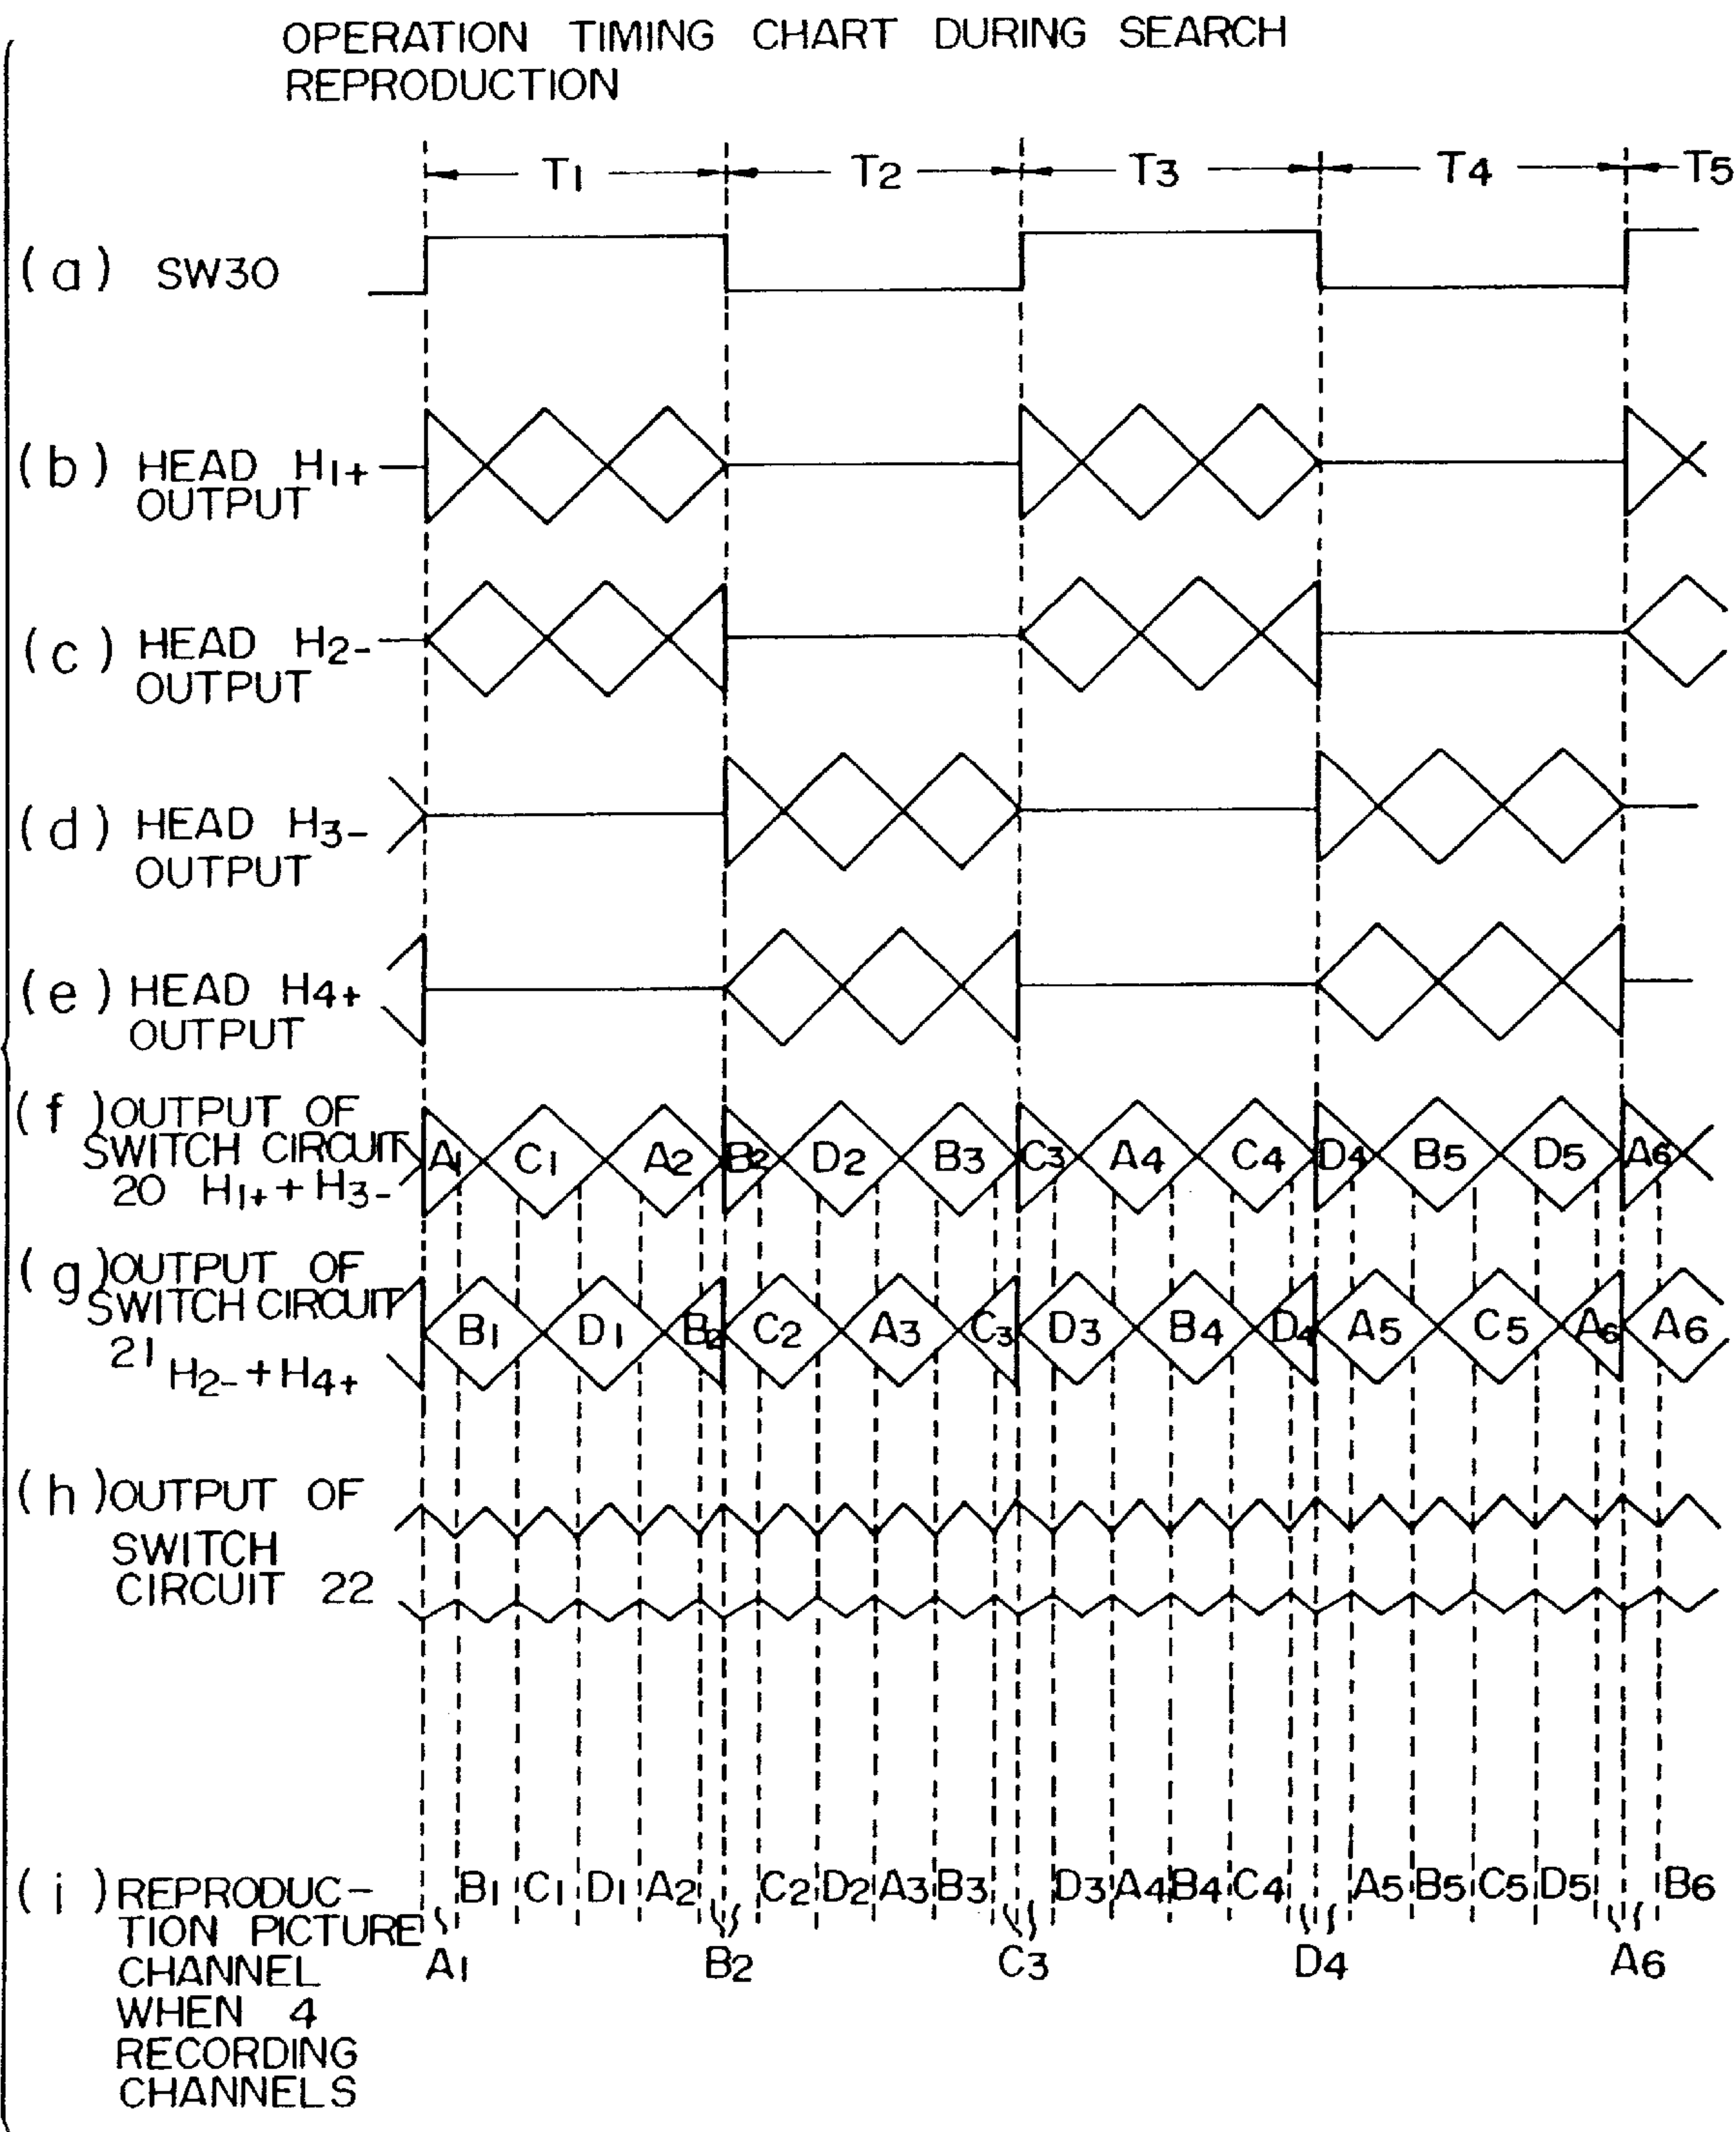 OPERATION TIMING CHART DURING SEARCH
REPRODUCTION
T1 T2 T3 T4 T5
(a) SW30
(b) HEAD H1+
OUTPUT
(c) HEAD H2-
OUTPUT
(d) HEAD H3-
OUTPUT
(e) HEAD H4+
OUTPUT
(f) OUTPUT OF
SWITCH CIRCUIT
20 H1+ + H3-
A1 C1 A2 B2 D2 B3 C3 A4 C4 D4 B5 D5 A6
(g) OUTPUT OF
SWITCH CIRCUIT
21 H2- + H4+
B1 D1 B2 C2 A3 C3 D3 B4 D4 A5 C5 A6 A6
(h) OUTPUT OF
SWITCH
CIRCUIT 22
(i) REPRODUC-
TION PICTURE
CHANNEL
WHEN 4
RECORDING
CHANNELS
B1 C1 D1 A2 C2 D2 A3 B3 D3 A4 B4 C4 A5 B5 C5 D5 B6
A1 B2 C3 D4 A6